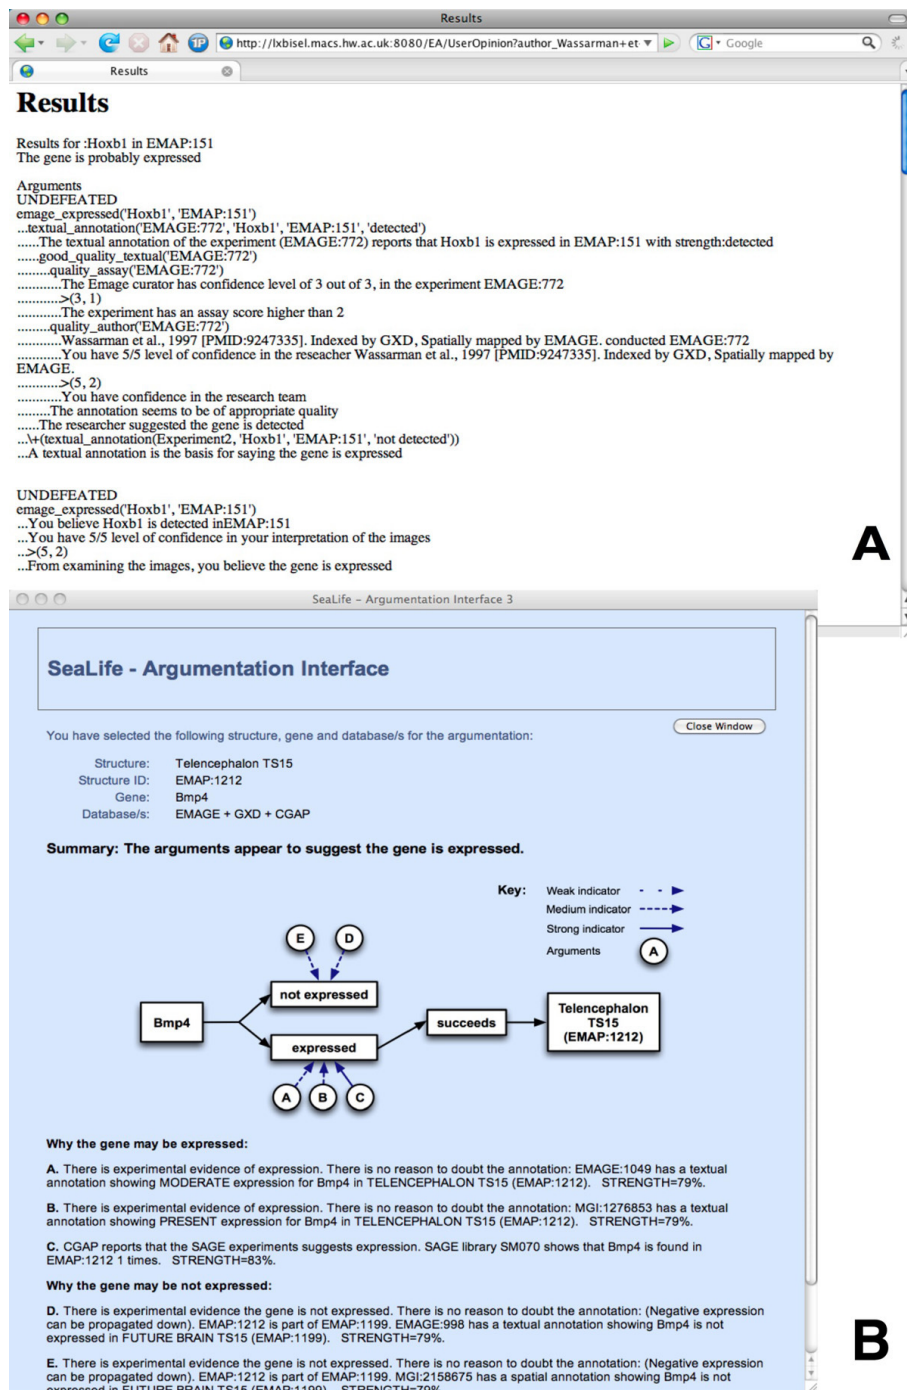 Results
http://lxbisel.macs.hw.ac.uk:8080/EA/UserOpinion?author_Wassarman+et
Google
Results
Results
Results for :Hoxb1 in EMAP:151
The gene is probably expressed
Arguments
UNDEFEATED
emage_expressed('Hoxb1', 'EMAP:151')
...textual_annotation('EMAGE:772', 'Hoxb1', 'EMAP:151', 'detected')
......The textual annotation of the experiment (EMAGE:772) reports that Hoxb1 is expressed in EMAP:151 with strength:detected
......good_quality_textual('EMAGE:772')
.........quality_assay('EMAGE:772')
............The Emage curator has confidence level of 3 out of 3, in the experiment EMAGE:772
............>(3, 1)
............The experiment has an assay score higher than 2
.........quality_author('EMAGE:772')
............Wassarman et al., 1997 [PMID:9247335]. Indexed by GXD, Spatially mapped by EMAGE. conducted EMAGE:772
............You have 5/5 level of confidence in the reseacher Wassarman et al., 1997 [PMID:9247335]. Indexed by GXD, Spatially mapped by
EMAGE.
............>(5, 2)
............You have confidence in the research team
.........The annotation seems to be of appropriate quality
......The researcher suggested the gene is detected
...\+(textual_annotation(Experiment2, 'Hoxb1', 'EMAP:151', 'not detected'))
...A textual annotation is the basis for saying the gene is expressed
UNDEFEATED
emage_expressed('Hoxb1', 'EMAP:151')
...You believe Hoxb1 is detected inEMAP:151
...You have 5/5 level of confidence in your interpretation of the images
...>(5, 2)
...From examining the images, you believe the gene is expressed
A
SeaLife - Argumentation Interface 3
SeaLife - Argumentation Interface
Close Window
You have selected the following structure, gene and database/s for the argumentation:
Structure: Telencephalon TS15
Structure ID: EMAP:1212
Gene: Bmp4
Database/s: EMAGE + GXD + CGAP
Summary: The arguments appear to suggest the gene is expressed.
Key: Weak indicator
Medium indicator
Strong indicator
Arguments A
E D
not expressed
Bmp4
expressed
succeeds
Telencephalon
TS15
(EMAP:1212)
A B C
Why the gene may be expressed:
A. There is experimental evidence of expression. There is no reason to doubt the annotation: EMAGE:1049 has a textual
annotation showing MODERATE expression for Bmp4 in TELENCEPHALON TS15 (EMAP:1212). STRENGTH=79%.
B. There is experimental evidence of expression. There is no reason to doubt the annotation: MGI:1276853 has a textual
annotation showing PRESENT expression for Bmp4 in TELENCEPHALON TS15 (EMAP:1212). STRENGTH=79%.
C. CGAP reports that the SAGE experiments suggests expression. SAGE library SM070 shows that Bmp4 is found in
EMAP:1212 1 times. STRENGTH=83%.
Why the gene may be not expressed:
D. There is experimental evidence the gene is not expressed. There is no reason to doubt the annotation: (Negative expression
can be propagated down). EMAP:1212 is part of EMAP:1199. EMAGE:998 has a textual annotation showing Bmp4 is not
expressed in FUTURE BRAIN TS15 (EMAP:1199). STRENGTH=79%.
B
E. There is experimental evidence the gene is not expressed. There is no reason to doubt the annotation: (Negative expression
can be propagated down). EMAP:1212 is part of EMAP:1199. MGI:2158675 has a spatial annotation showing Bmp4 is not
expressed in FUTURE BRAIN TS15 (EMAP:1199). STRENGTH=79%.